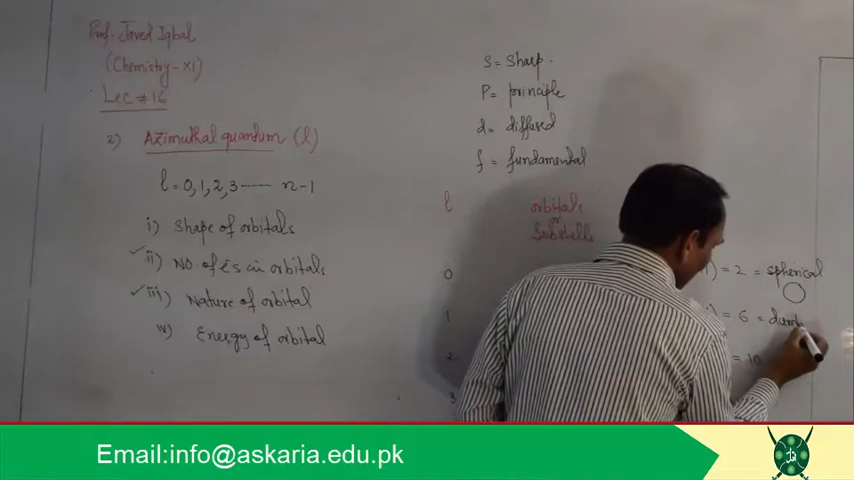 Prof. Javed Iqbal
(Chemistry-XI)
Lec #16
2) Azimuthal quantum (l)
l = 0, 1, 2, 3 ------ n-1
i) Shape of orbitals
ii) NO of ēs in orbitals
iii) Nature of orbital
iv) Energy of orbital
S = Sharp.
P = principle
d = diffused
f = fundamental
l orbitals
or
Subshells
0 ) = 2 = spherical
1 ) = 6 = dumb
2 = 10
3
Email:info@askaria.edu.pk